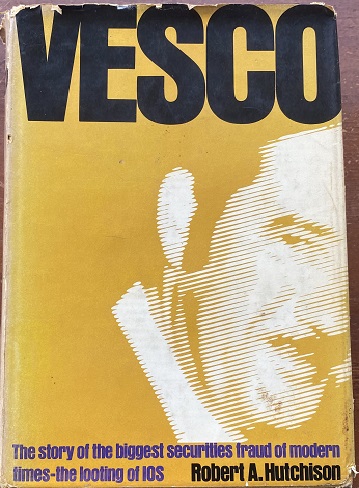 VESCO
The story of the biggest securities fraud of modern
times-the looting of IOS Robert A. Hutchison